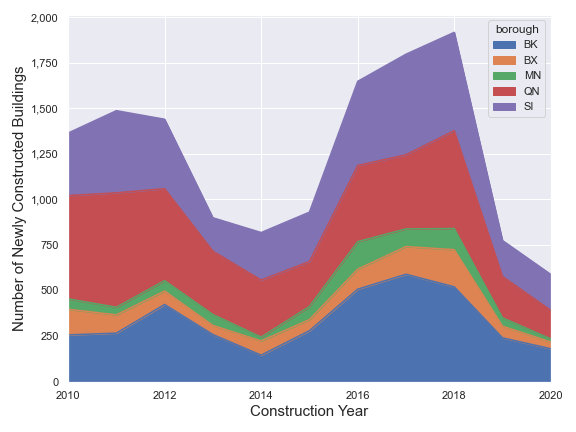 2,000
1,750
1,500
1,250
1,000
750
500
250
0
Number of Newly Constructed Buildings
borough
BK
BX
MN
QN
SI
2010 2012 2014 2016 2018 2020
Construction Year